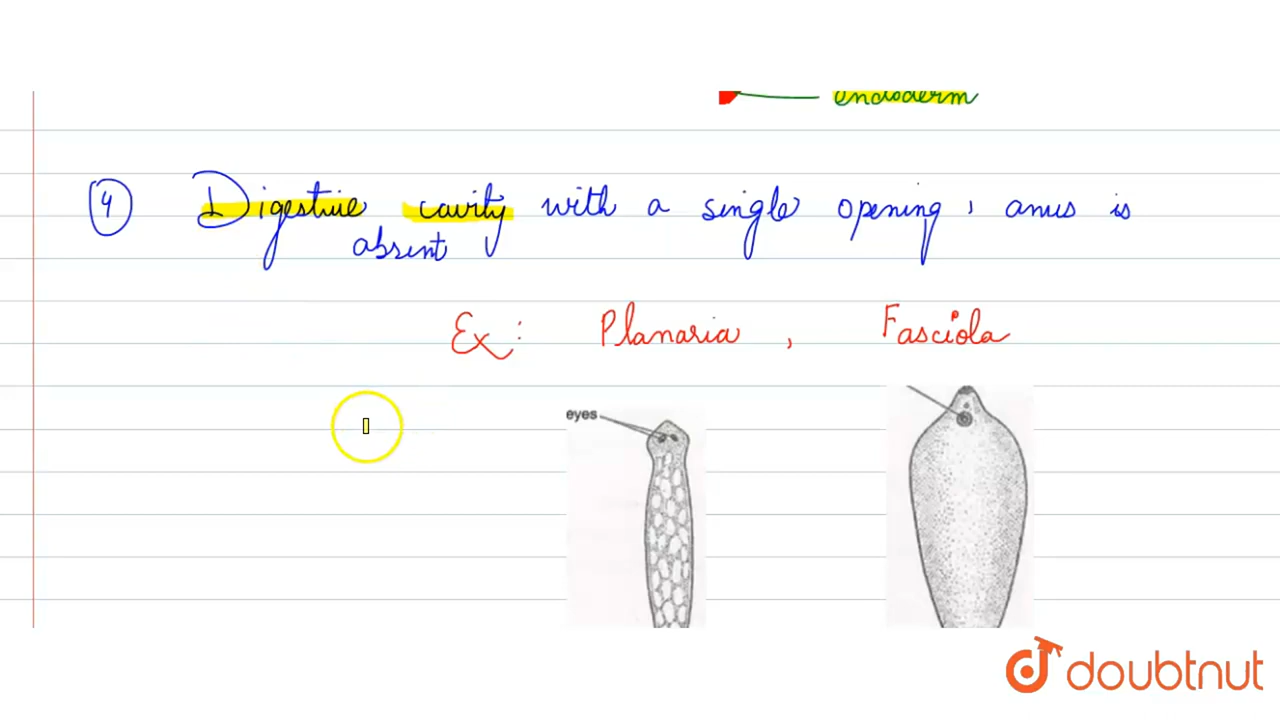 endoderm
4 Digestive cavity with a single opening, anus is
absent
Ex: Planaria, Fasciola
eyes
doubtnut